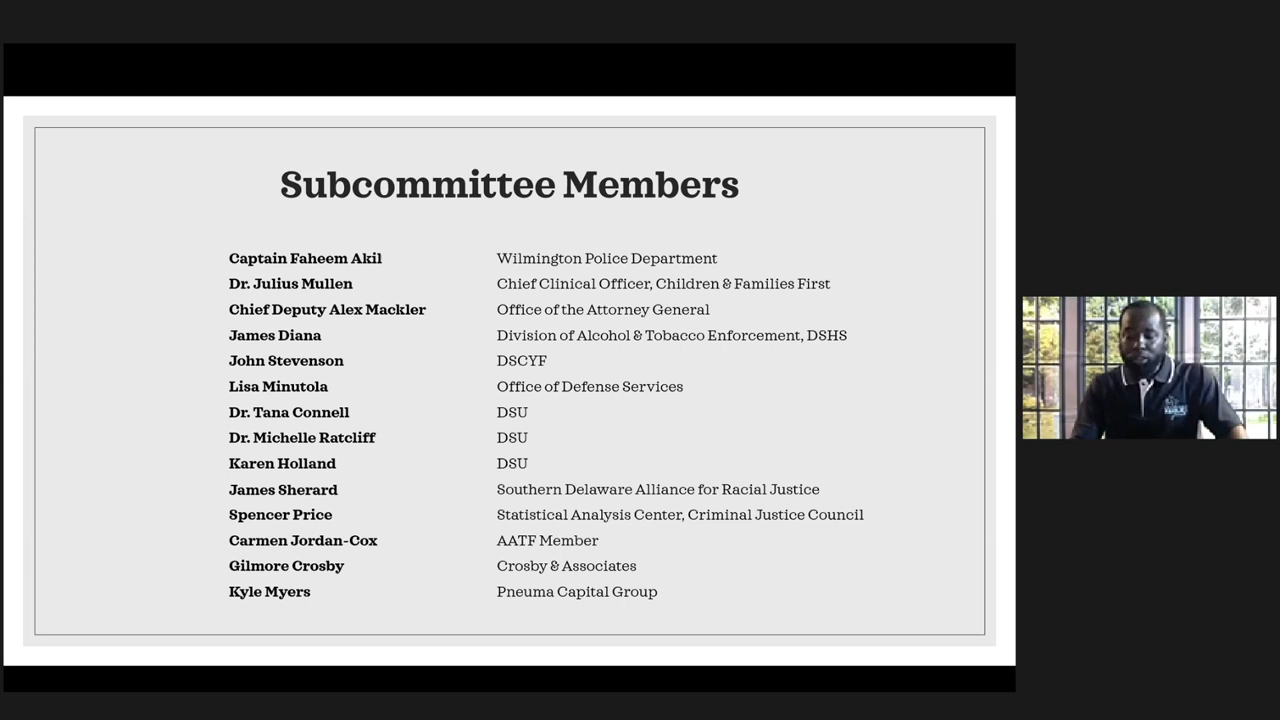 Subcommittee Members
Captain Faheem Akil Wilmington Police Department
Dr. Julius Mullen Chief Clinical Officer, Children & Families First
Chief Deputy Alex Mackler Office of the Attorney General
James Diana Division of Alcohol & Tobacco Enforcement, DSHS
John Stevenson DSCYF
Lisa Minutola Office of Defense Services
Dr. Tana Connell DSU
Dr. Michelle Ratcliff DSU
Karen Holland DSU
James Sherard Southern Delaware Alliance for Racial Justice
Spencer Price Statistical Analysis Center, Criminal Justice Council
Carmen Jordan-Cox AATF Member
Gilmore Crosby Crosby & Associates
Kyle Myers Pneuma Capital Group